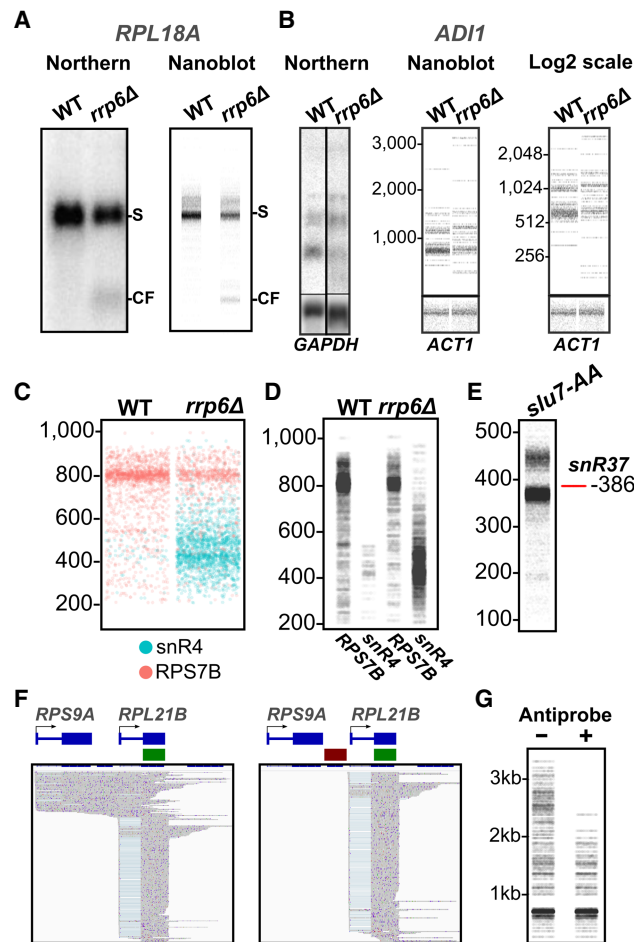 A
RPL18A
Northern Nanoblot
WT rrp6Δ WT rrp6Δ
-S -S
-CF -CF
B
ADI1
Northern Nanoblot Log2 scale
WT rrp6Δ WT rrp6Δ WT rrp6Δ
3,000-
2,000-
1,000-
2,048-
1,024-
512-
256-
GAPDH ACT1 ACT1
C
WT rrp6Δ
1,000-
800-
600-
400-
200-
snR4
RPS7B
D
WT rrp6Δ
1,000-
800-
600-
400-
200-
RPS7B snR4 RPS7B snR4
E
slu7-AA
500-
400-
300-
200-
100-
snR37
-386
F
RPS9A RPL21B RPS9A RPL21B
G
Antiprobe
- +
3kb-
2kb-
1kb-